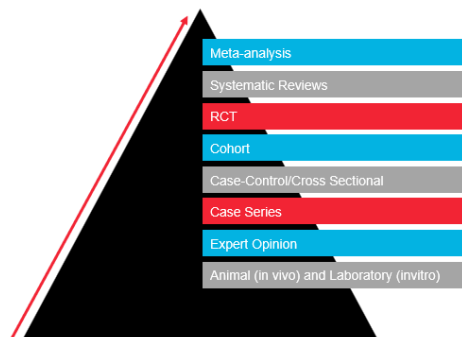 Meta-analysis
Systematic Reviews
RCT
Cohort
Case-Control/Cross Sectional
Case Series
Expert Opinion
Animal (in vivo) and Laboratory (invitro)